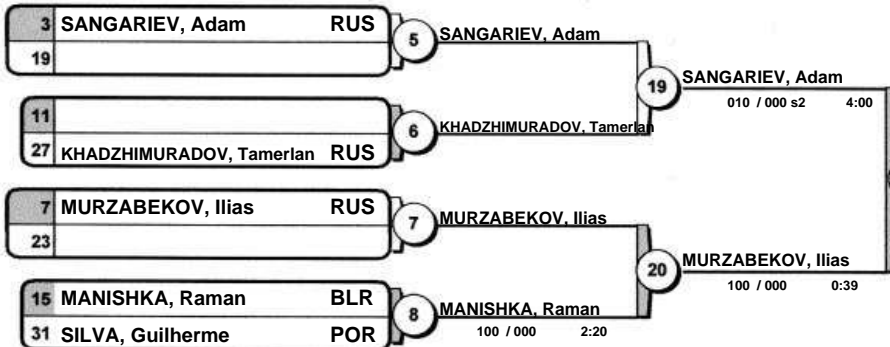 3 SANGARIEV, Adam RUS
19
5
SANGARIEV, Adam
11
27 KHADZHIMURADOV, Tamerlan RUS
6
KHADZHIMURADOV, Tamerlan
19
SANGARIEV, Adam
010 / 000 s2 4:00
7 MURZABEKOV, Ilias RUS
23
7
MURZABEKOV, Ilias
15 MANISHKA, Raman BLR
31 SILVA, Guilherme POR
8
MANISHKA, Raman
100 / 000 2:20
20
MURZABEKOV, Ilias
100 / 000 0:39